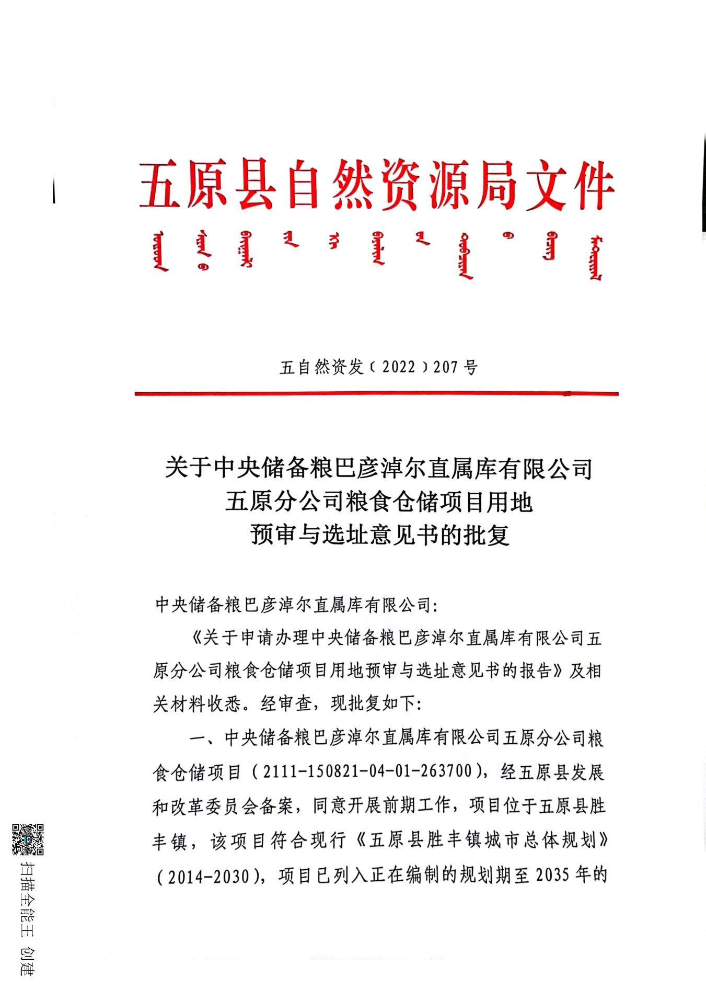 五原县自然资源局文件
五自然资发﹝2022﹞207 号
关于中央储备粮巴彦淖尔直属库有限公司
五原分公司粮食仓储项目用地
预审与选址意见书的批复
中央储备粮巴彦淖尔直属库有限公司：
《关于申请办理中央储备粮巴彦淖尔直属库有限公司五
原分公司粮食仓储项目用地预审与选址意见书的报告》及相
关材料收悉。经审查，现批复如下：
一、中央储备粮巴彦淖尔直属库有限公司五原分公司粮
食仓储项目（2111-150821-04-01-263700），经五原县发展
和改革委员会备案，同意开展前期工作，项目位于五原县胜
丰镇，该项目符合现行《五原县胜丰镇城市总体规划》
（2014-2030），项目已列入正在编制的规划期至 2035 年的
扫描全能王 创建